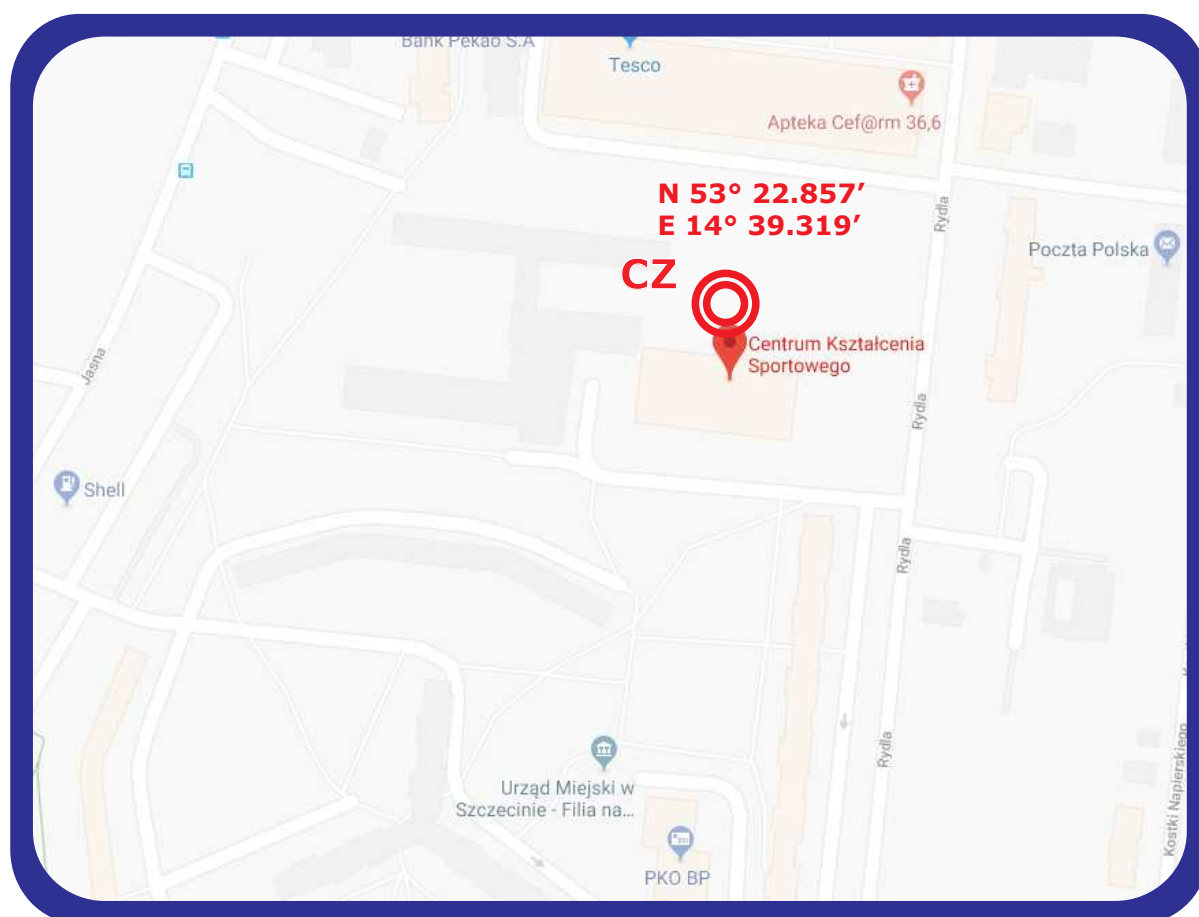 Bank Pekao S.A
Tesco
Apteka Cef@rm 36,6
N 53° 22.857’
E 14° 39.319’
Rydla
Poczta Polska
CZ
Centrum Kształcenia
Sportowego
Jasna
Rydla
Shell
Rydla
Rydla
Urząd Miejski w
Szczecinie - Filia na...
Kostki Napierskiego
PKO BP